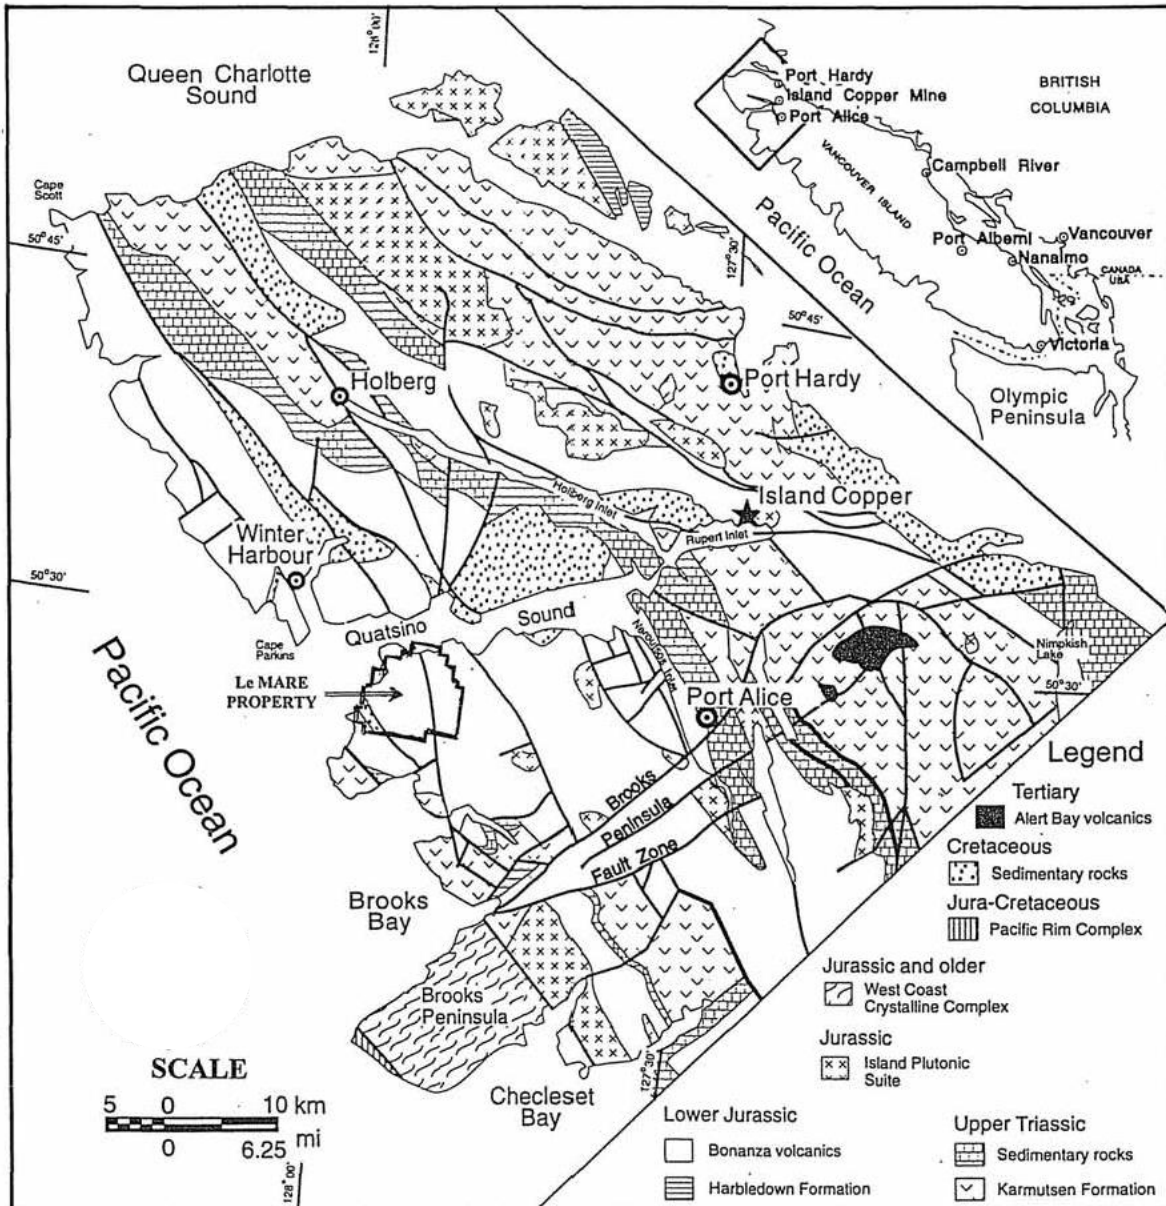 Queen Charlotte
Sound
128°00'
Port Hardy
Island Copper Mine
Port Alice
BRITISH
COLUMBIA
VANCOUVER ISLAND
Campbell River
Pacific Ocean
Port Alberni
Vancouver
Nanaimo
CANADA
USA
Victoria
Olympic
Peninsula
Cape
Scott
50°45'
127°30'
50°45'
Holberg
Port Hardy
Holberg Inlet
Island Copper
Rupert Inlet
Winter
Harbour
50°30'
Cape
Parkins
Quatsino
Sound
Neroutsos Inlet
Nimpkish
Lake
50°30'
Le MARE
PROPERTY
Port Alice
Pacific Ocean
Brooks
Peninsula
Fault Zone
Brooks
Bay
Brooks
Peninsula
Checleset
Bay
127°30'
SCALE
5 0 10 km
0 6.25 mi
128°00'
Legend
Tertiary
Alert Bay volcanics
Cretaceous
Sedimentary rocks
Jura-Cretaceous
Pacific Rim Complex
Jurassic and older
West Coast
Crystalline Complex
Jurassic
Island Plutonic
Suite
Lower Jurassic
Bonanza volcanics
Harbledown Formation
Upper Triassic
Sedimentary rocks
Karmutsen Formation